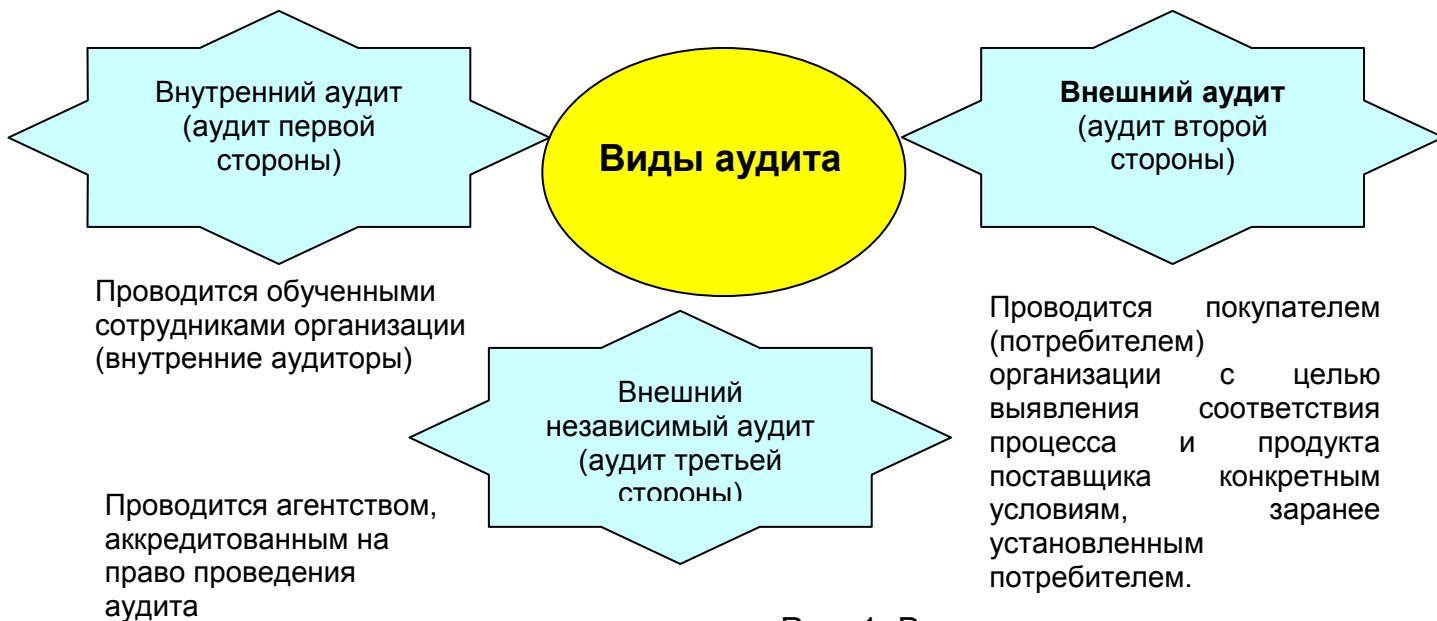 Внутренний аудит
(аудит первой
стороны)
Виды аудита
Внешний аудит
(аудит второй
стороны)
Проводится обученными
сотрудниками организации
(внутренние аудиторы)
Внешний
независимый аудит
(аудит третьей
стороны)
Проводится агентством,
аккредитованным на
право проведения
аудита
Проводится покупателем
(потребителем)
организации с целью
выявления соответствия
процесса и продукта
поставщика конкретным
условиям, заранее
установленным
потребителем.